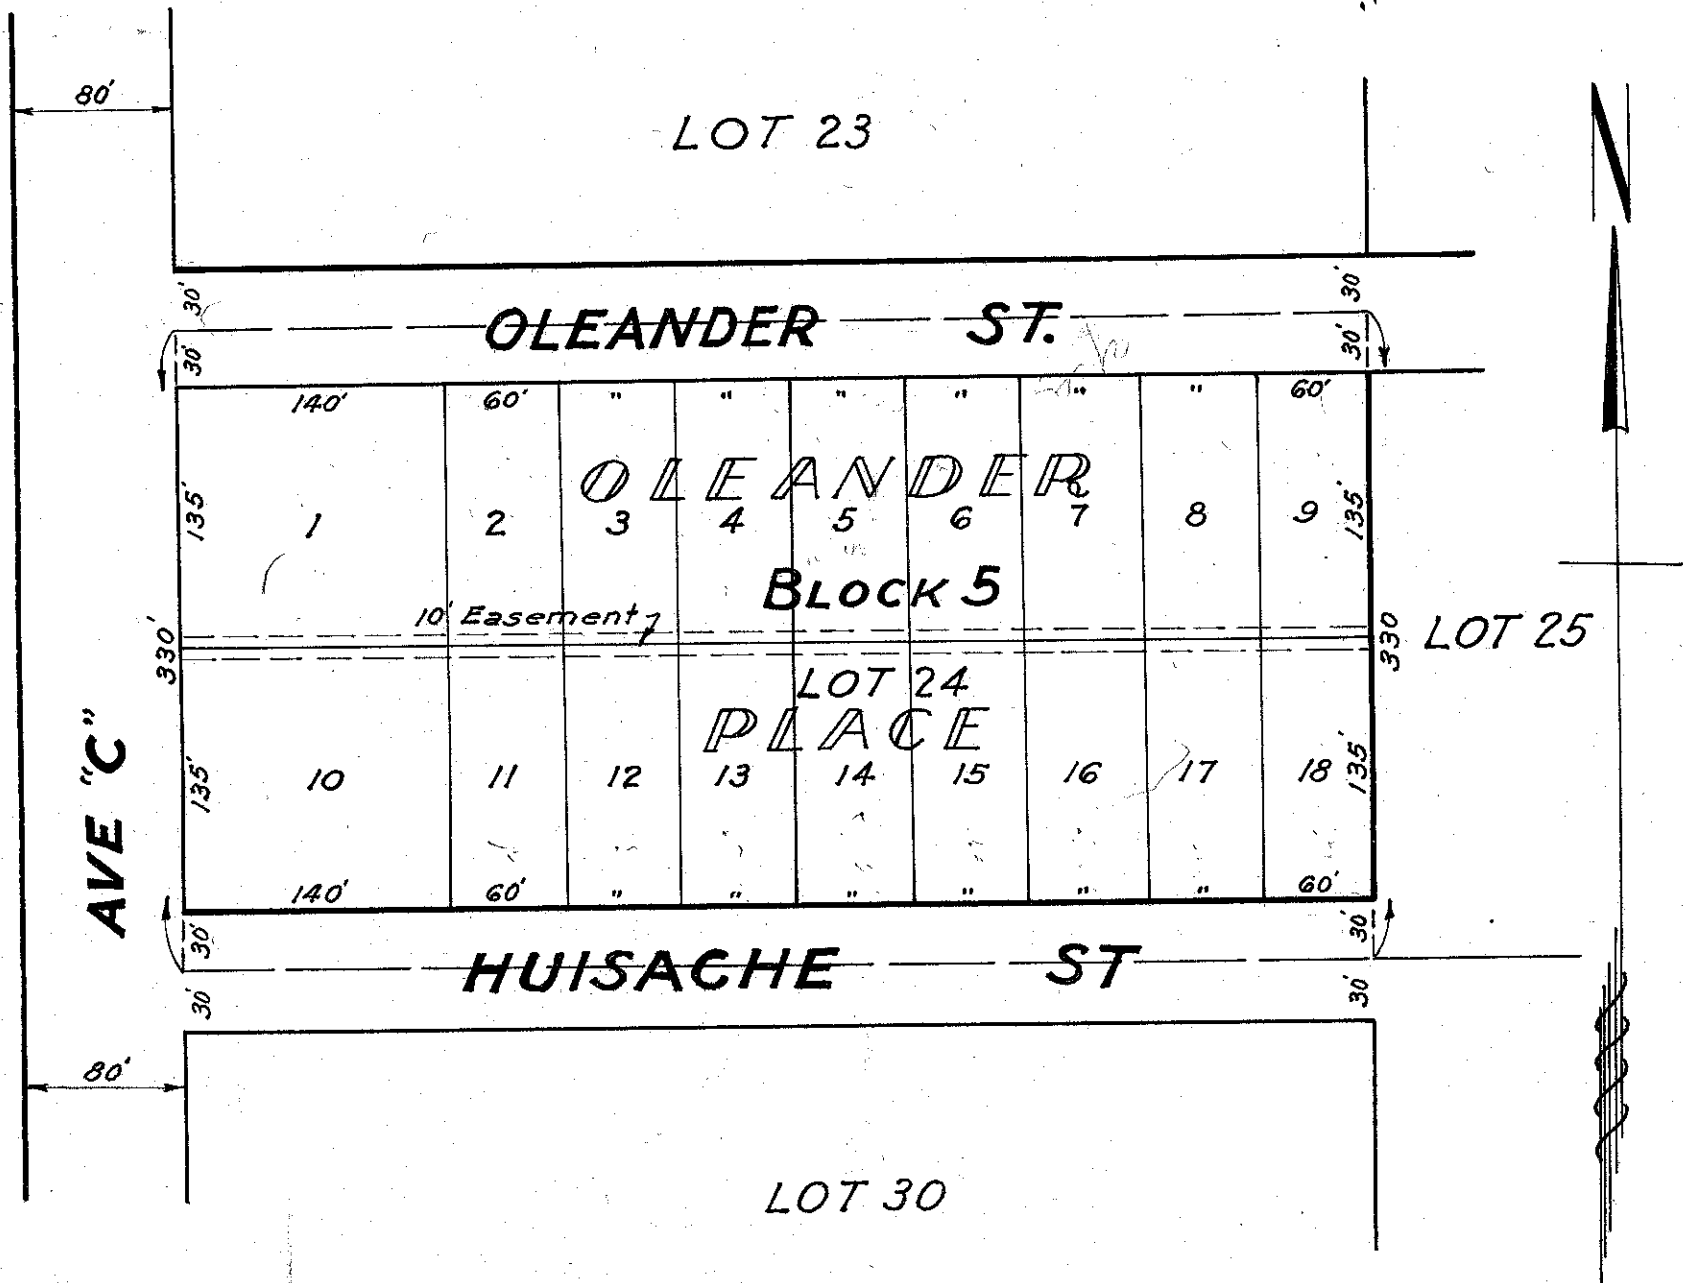 80'
LOT 23
N
30' 30'
OLEANDER ST.
30' 30'
140' 60' " " " " " " 60'
OLEANDER
135' 1 2 3 4 5 6 7 8 9 135'
BLOCK 5
10' Easement
330' 330 LOT 25
LOT 24
PLACE
AVE "C"
135' 10 11 12 13 14 15 16 17 18 135'
140' 60' " " " " " " 60'
30' 30'
HUISACHE ST
30' 30'
80'
LOT 30